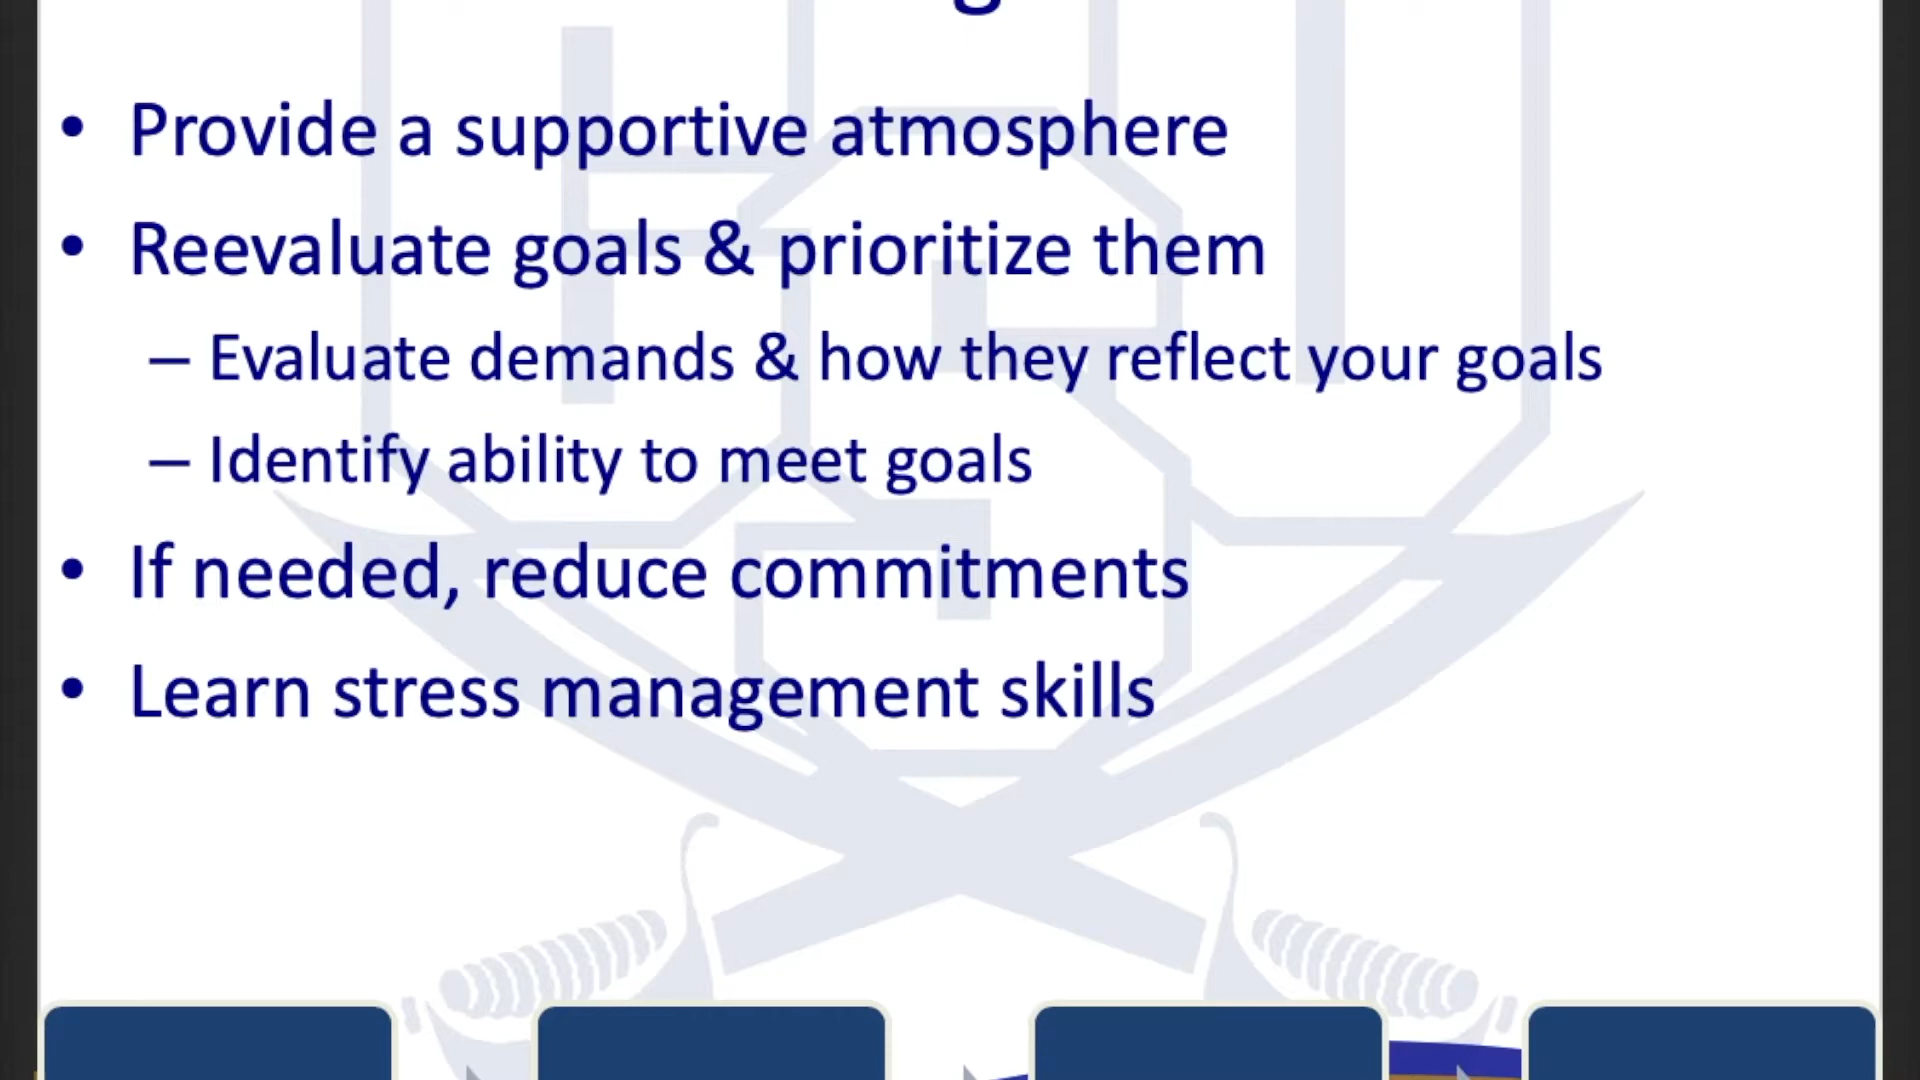 • Provide a supportive atmosphere
• Reevaluate goals & prioritize them
– Evaluate demands & how they reflect your goals
– Identify ability to meet goals
• If needed, reduce commitments
• Learn stress management skills